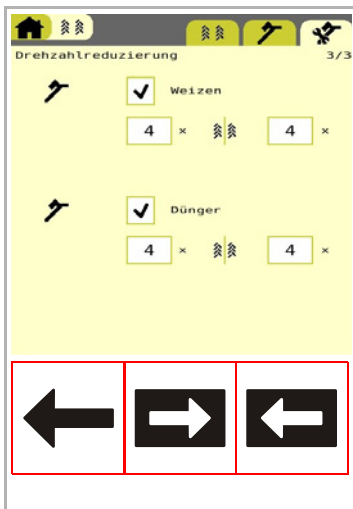 Drehzahlreduzierung 3/3
Weizen
4 × 4 ×
Dünger
4 × 4 ×